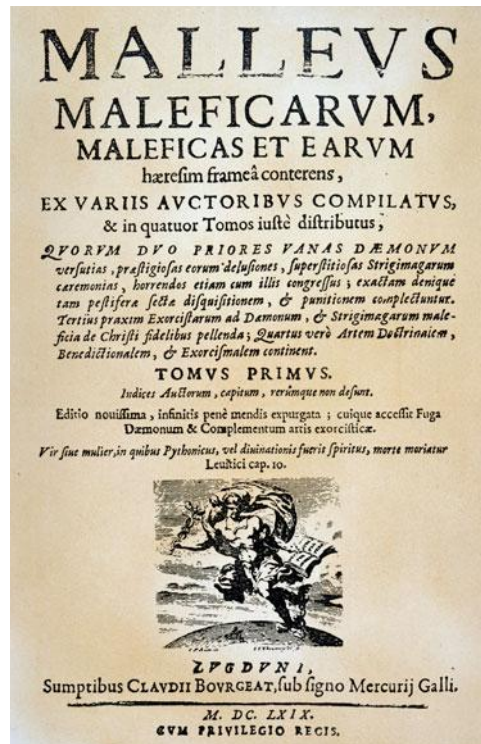 MALLEVS
MALEFICARVM,
MALEFICAS ET EARVM
hæresim frameâ conterens,
EX VARIIS AVCTORIBVS COMPILATVS,
& in quatuor Tomos iustè distributus,
QVORVM DVO PRIORES VANAS DÆMONVM
versutias, præstigiosas eorum delusiones, superstitiosas Strigimagarum
cæremonias, horrendos etiam cum illis congressus; exactam denique
tam pestiferæ sectæ disquisitionem, & punitionem complectuntur.
Tertius praxim Exorcistarum ad Dæmonum, & Strigimagarum male-
ficia de Christi fidelibus pellenda; Quartus verò Artem Doctrinalem,
Benedictionalem, & Exorcismalem continent.
TOMVS PRIMVS.
Indices Auctorum, capitum, rerúmque non desunt.
Editio nouissima, infinitis penè mendis expurgata; cuique accessit Fuga
Dæmonum & Complementum artis exorcisticæ.
Vir siue mulier, in quibus Pythonicus, vel diuinationis fuerit spiritus, morte moriatur
Leuitici cap. 10.
LVGDVNI,
Sumptibus CLAVDII BOVRGEAT, sub signo Mercurij Galli.
M. DC. LXIX.
CVM PRIVILEGIO REGIS.